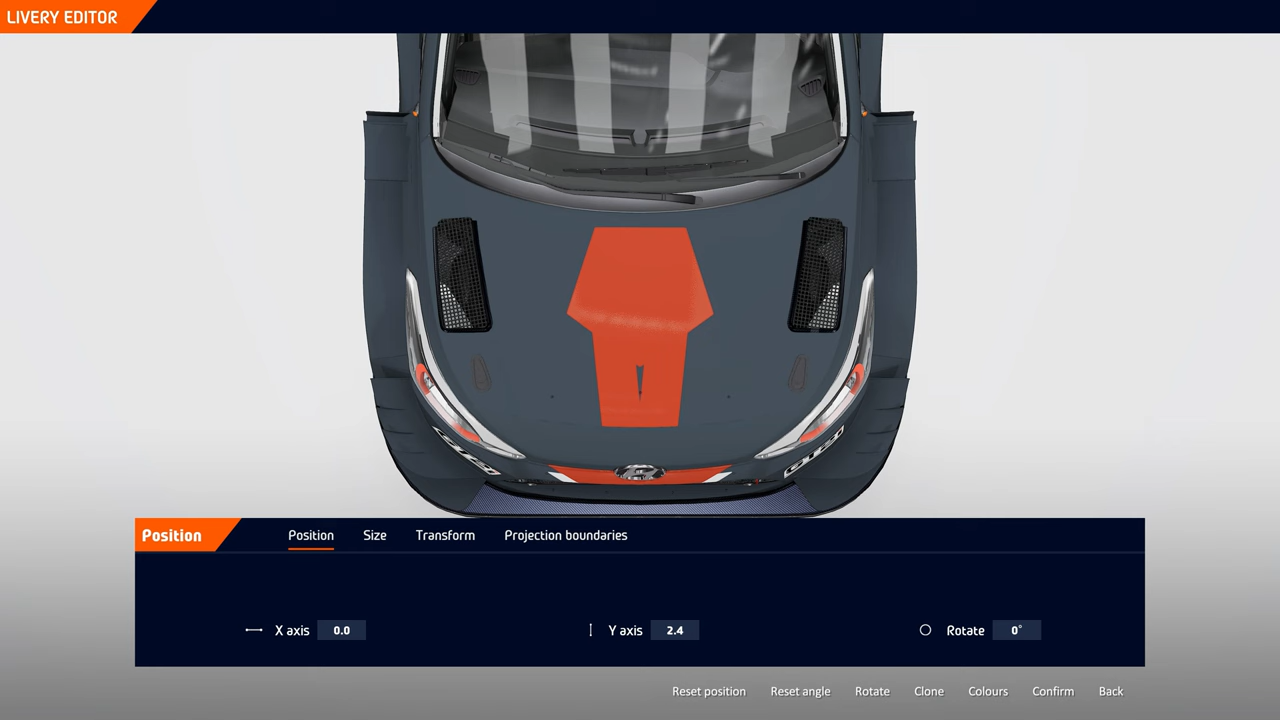 LIVERY EDITOR
Position
Position Size Transform Projection boundaries
X axis 0.0 Y axis 2.4 Rotate 0°
Reset position Reset angle Rotate Clone Colours Confirm Back